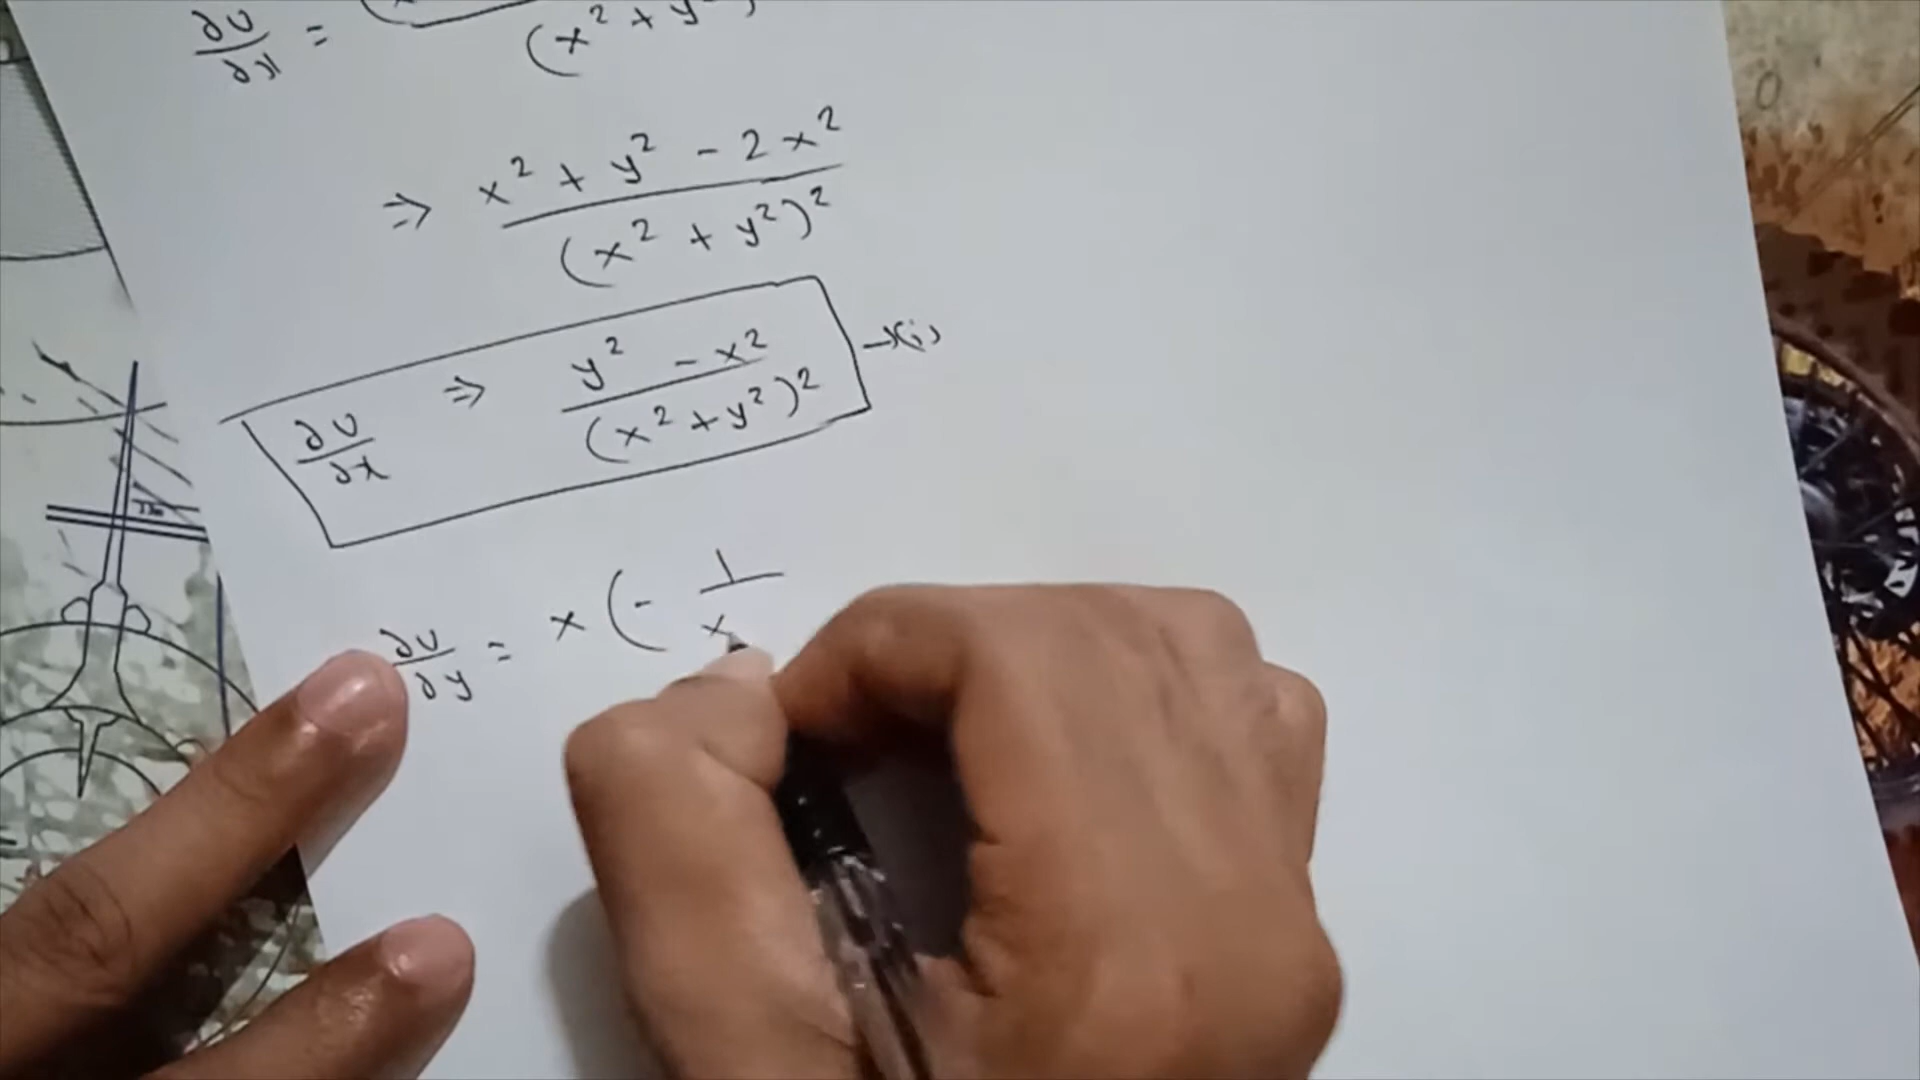 ∂u/∂x = (x² + y²)
⇒ (x² + y² - 2x²)/(x² + y²)²
∂u/∂x ⇒ (y² - x²)/(x² + y²)² → (i)
∂u/∂y = x(- 1/x